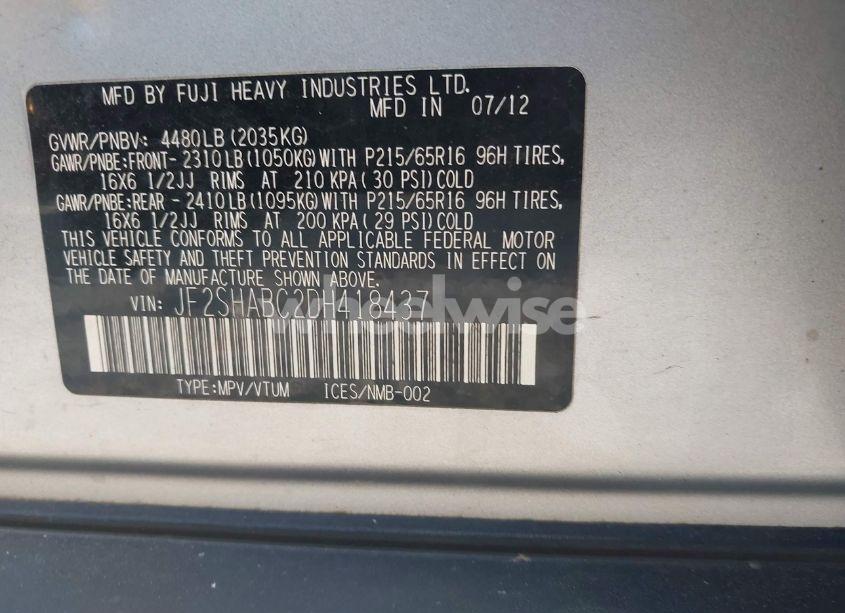 MFD BY FUJI HEAVY INDUSTRIES LTD.
MFD IN 07/12
GVWR/PNBV: 4480LB (2035KG)
GAWR/PNBE:FRONT- 2310LB (1050KG) WITH P215/65R16 96H TIRES,
16X6 1/2JJ RIMS AT 210 KPA (30 PSI) COLD
GAWR/PNBE:REAR - 2410LB (1095KG) WITH P215/65R16 96H TIRES,
16X6 1/2JJ RIMS AT 200 KPA (29 PSI) COLD
THIS VEHICLE CONFORMS TO ALL APPLICABLE FEDERAL MOTOR
VEHICLE SAFETY AND THEFT PREVENTION STANDARDS IN EFFECT ON
THE DATE OF MANUFACTURE SHOWN ABOVE.
VIN: JF2SHABC2DH418437
wheelwise
TYPE:MPV/VTUM ICES/NMB-002